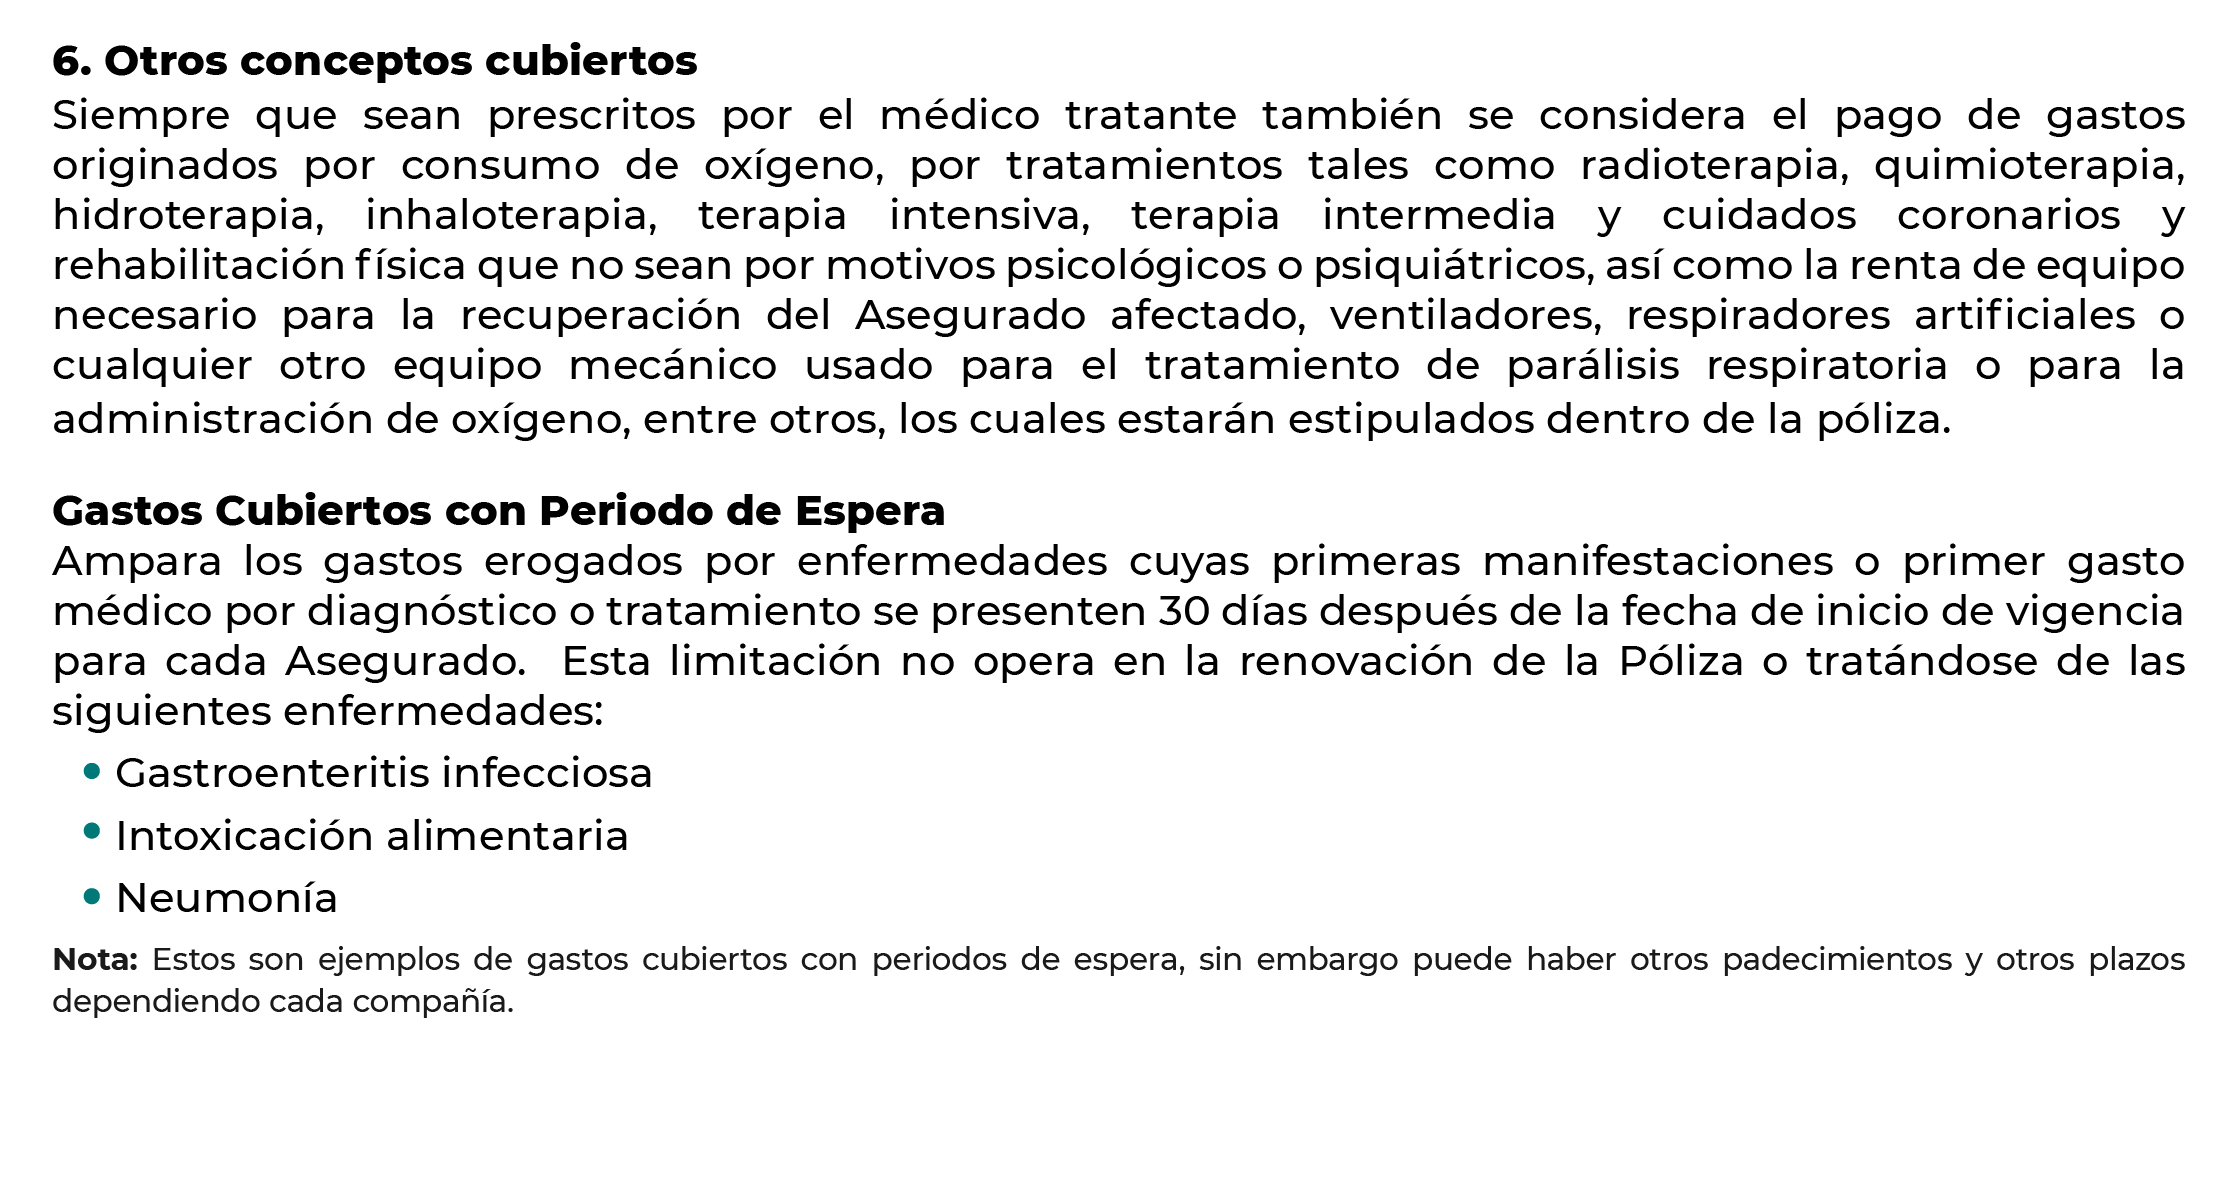 6. Otros conceptos cubiertos
Siempre que sean prescritos por el médico tratante también se considera el pago de gastos
originados por consumo de oxígeno, por tratamientos tales como radioterapia, quimioterapia,
hidroterapia, inhaloterapia, terapia intensiva, terapia intermedia y cuidados coronarios y
rehabilitación física que no sean por motivos psicológicos o psiquiátricos, así como la renta de equipo
necesario para la recuperación del Asegurado afectado, ventiladores, respiradores artificiales o
cualquier otro equipo mecánico usado para el tratamiento de parálisis respiratoria o para la
administración de oxígeno, entre otros, los cuales estarán estipulados dentro de la póliza.
Gastos Cubiertos con Periodo de Espera
Ampara los gastos erogados por enfermedades cuyas primeras manifestaciones o primer gasto
médico por diagnóstico o tratamiento se presenten 30 días después de la fecha de inicio de vigencia
para cada Asegurado. Esta limitación no opera en la renovación de la Póliza o tratándose de las
siguientes enfermedades:
• Gastroenteritis infecciosa
• Intoxicación alimentaria
• Neumonía
Nota: Estos son ejemplos de gastos cubiertos con periodos de espera, sin embargo puede haber otros padecimientos y otros plazos
dependiendo cada compañía.